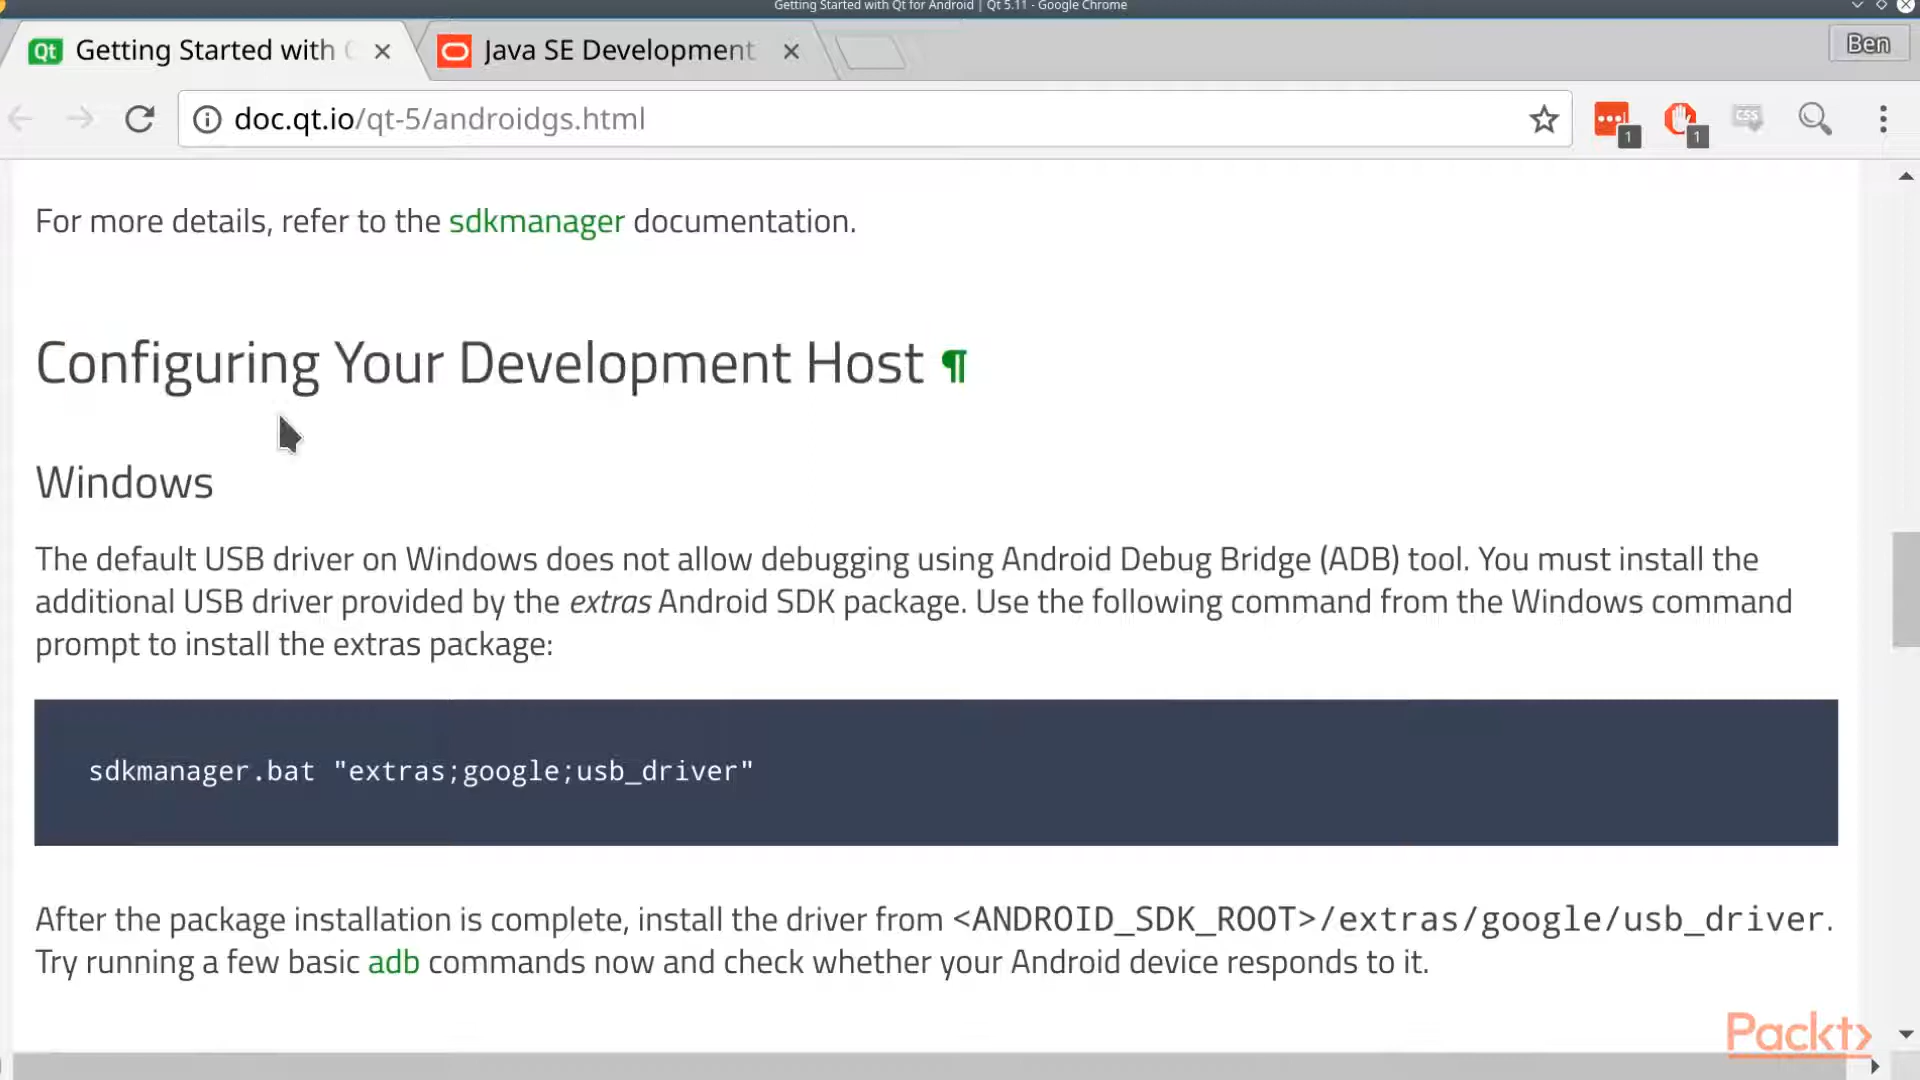 Getting Started with Qt for Android | Qt 5.11 - Google Chrome
Qt Getting Started with
Java SE Development
Ben
doc.qt.io/qt-5/androidgs.html
1
1
CSS
For more details, refer to the sdkmanager documentation.
Configuring Your Development Host ¶
Windows
The default USB driver on Windows does not allow debugging using Android Debug Bridge (ADB) tool. You must install the
additional USB driver provided by the extras Android SDK package. Use the following command from the Windows command
prompt to install the extras package:
sdkmanager.bat "extras;google;usb_driver"
After the package installation is complete, install the driver from <ANDROID_SDK_ROOT>/extras/google/usb_driver.
Try running a few basic adb commands now and check whether your Android device responds to it.
Packt>